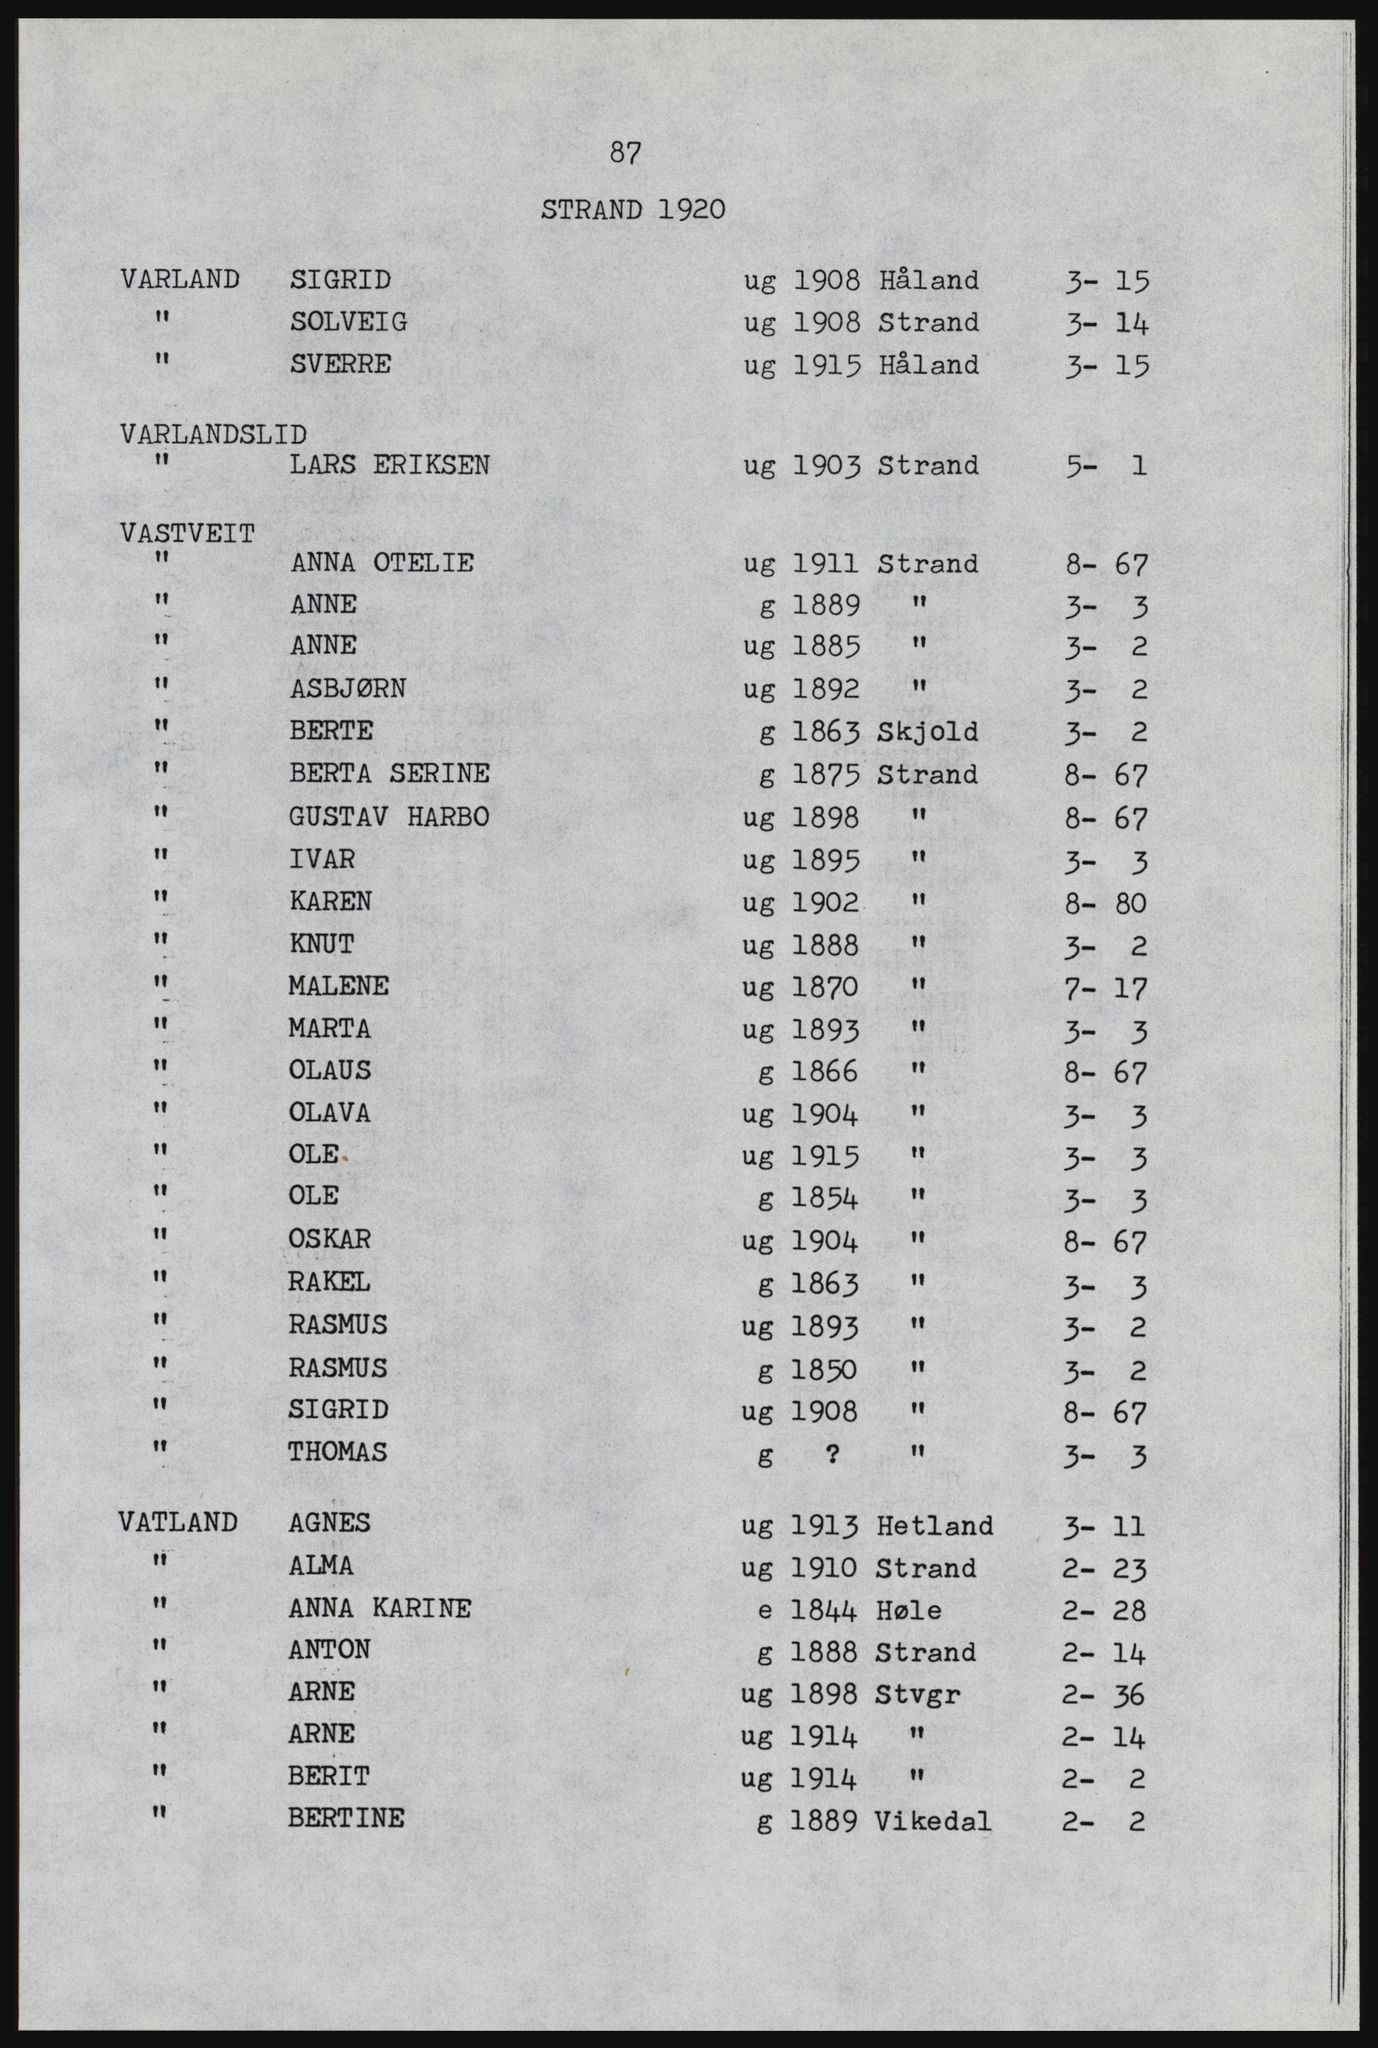 87
STRAND 1920
VARLAND SIGRID ug 1908 Håland 3- 15
" SOLVEIG ug 1908 Strand 3- 14
" SVERRE ug 1915 Håland 3- 15
VARLANDSLID
" LARS ERIKSEN ug 1903 Strand 5- 1
VASTVEIT
" ANNA OTELIE ug 1911 Strand 8- 67
" ANNE g 1889 " 3- 3
" ANNE ug 1885 " 3- 2
" ASBJØRN ug 1892 " 3- 2
" BERTE g 1863 Skjold 3- 2
" BERTA SERINE g 1875 Strand 8- 67
" GUSTAV HARBO ug 1898 " 8- 67
" IVAR ug 1895 " 3- 3
" KAREN ug 1902 " 8- 80
" KNUT ug 1888 " 3- 2
" MALENE ug 1870 " 7- 17
" MARTA ug 1893 " 3- 3
" OLAUS g 1866 " 8- 67
" OLAVA ug 1904 " 3- 3
" OLE ug 1915 " 3- 3
" OLE g 1854 " 3- 3
" OSKAR ug 1904 " 8- 67
" RAKEL g 1863 " 3- 3
" RASMUS ug 1893 " 3- 2
" RASMUS g 1850 " 3- 2
" SIGRID ug 1908 " 8- 67
" THOMAS g ? " 3- 3
VATLAND AGNES ug 1913 Hetland 3- 11
" ALMA ug 1910 Strand 2- 23
" ANNA KARINE e 1844 Høle 2- 28
" ANTON g 1888 Strand 2- 14
" ARNE ug 1898 Stvgr 2- 36
" ARNE ug 1914 " 2- 14
" BERIT ug 1914 " 2- 2
" BERTINE g 1889 Vikedal 2- 2